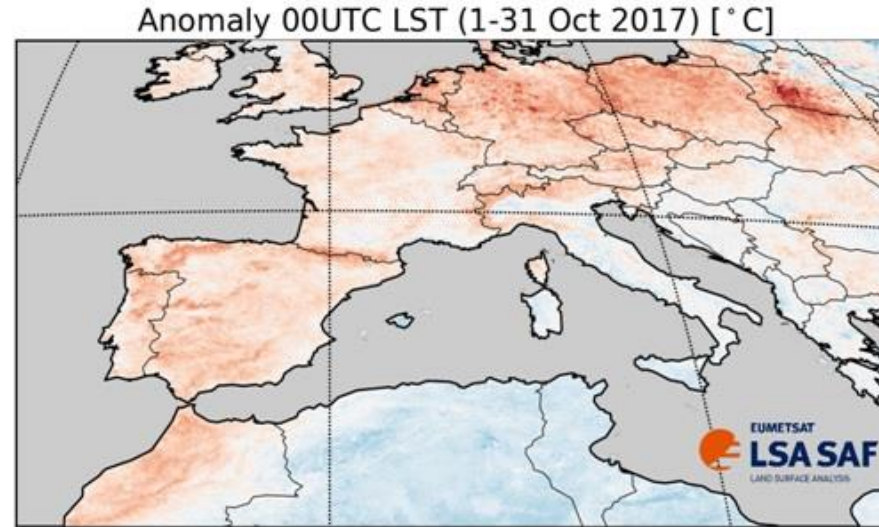 Anomaly 00UTC LST (1-31 Oct 2017) [°C]
EUMETSAT
LSA SAF
LAND SURFACE ANALYSIS